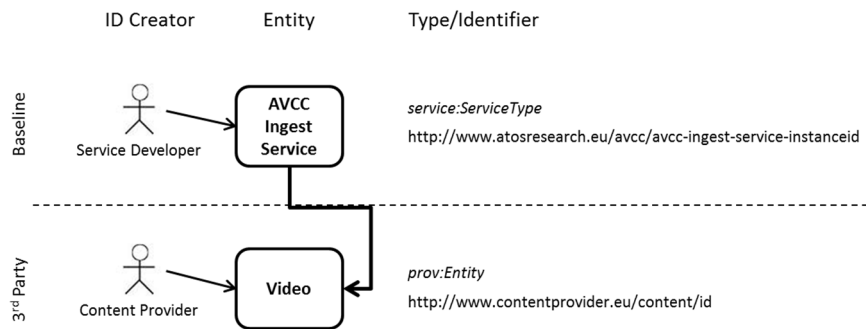 ID Creator
Entity
Type/Identifier
Baseline
Service Developer
AVCC
Ingest
Service
service:ServiceType
http://www.atosresearch.eu/avcc/avcc-ingest-service-instanceid
3rd Party
Content Provider
Video
prov:Entity
http://www.contentprovider.eu/content/id